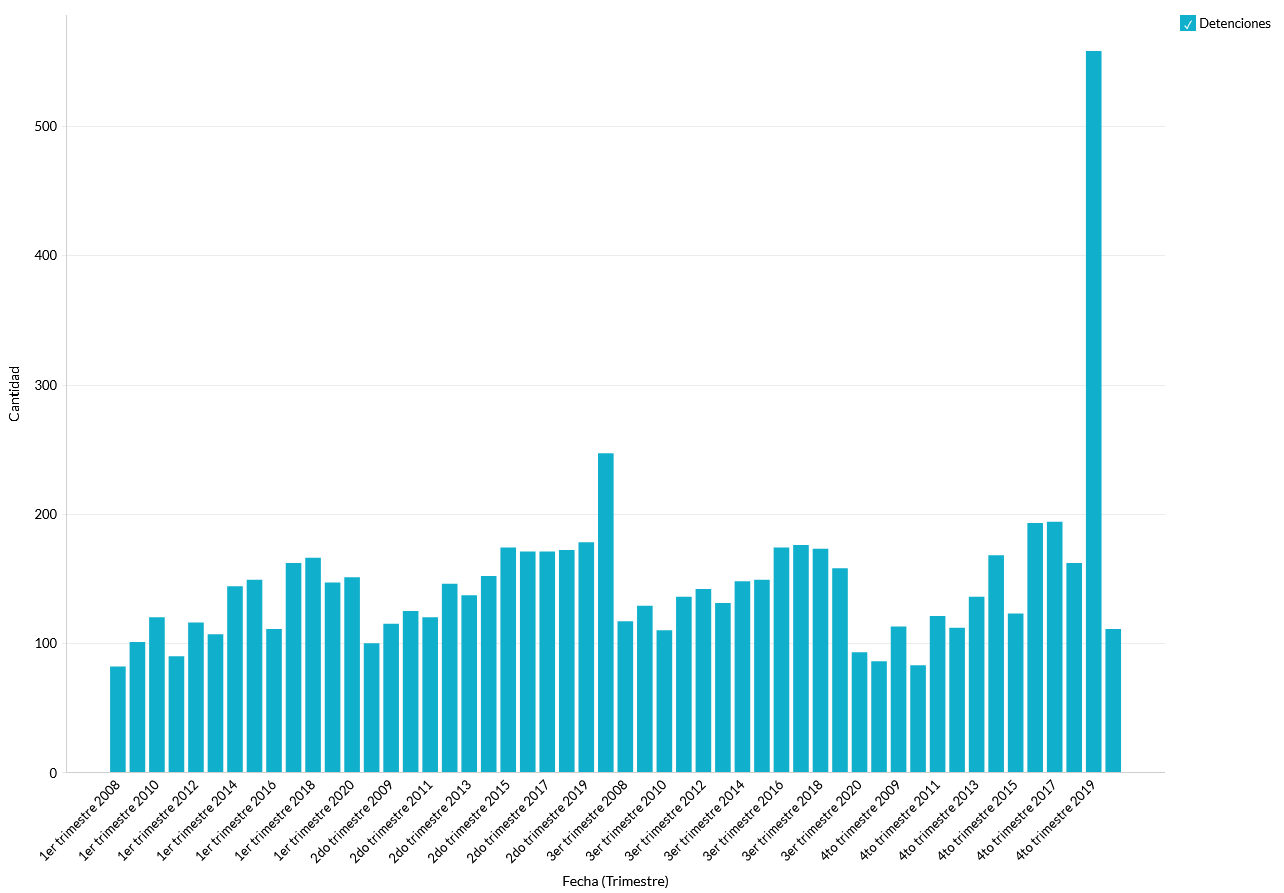 Detenciones
500
400
300
200
100
0
Cantidad
1er trimestre 2008
1er trimestre 2010
1er trimestre 2012
1er trimestre 2014
1er trimestre 2016
1er trimestre 2018
1er trimestre 2020
2do trimestre 2009
2do trimestre 2011
2do trimestre 2013
2do trimestre 2015
2do trimestre 2017
2do trimestre 2019
3er trimestre 2008
3er trimestre 2010
3er trimestre 2012
3er trimestre 2014
3er trimestre 2016
3er trimestre 2018
3er trimestre 2020
4to trimestre 2009
4to trimestre 2011
4to trimestre 2013
4to trimestre 2015
4to trimestre 2017
4to trimestre 2019
Fecha (Trimestre)